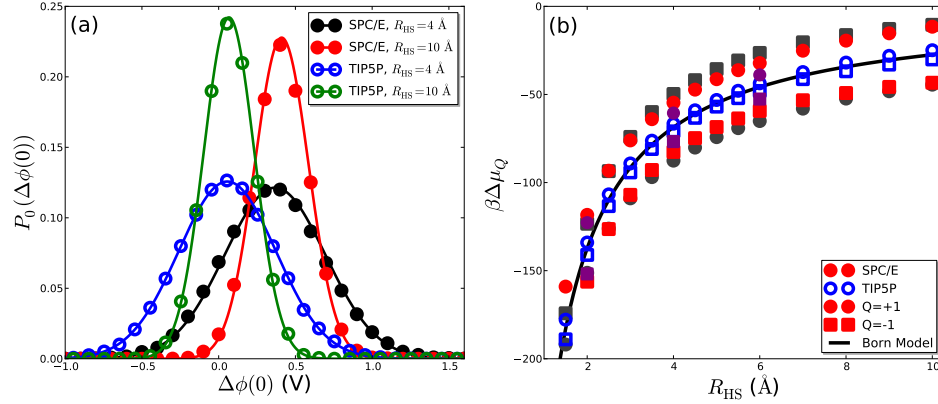 (a)
SPC/E, R_HS=4 Å
SPC/E, R_HS=10 Å
TIP5P, R_HS=4 Å
TIP5P, R_HS=10 Å
0.25
0.20
0.15
0.10
0.05
0.00
P_0(Δϕ(0))
−1.0 −0.5 0.0 0.5 1.0 1.5
Δϕ(0) (V)
(b)
0
−50
−100
−150
−200
βΔμ_Q
SPC/E
TIP5P
Q=+1
Q=-1
Born Model
2 4 6 8 10
R_HS (Å)